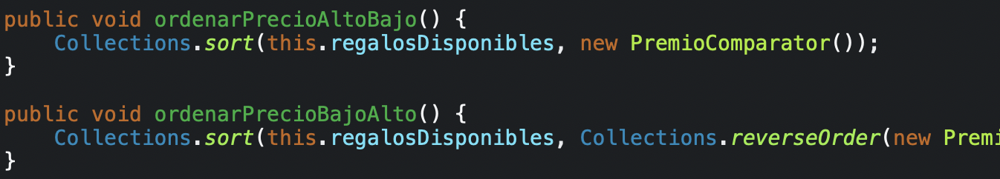 public void ordenarPrecioAltoBajo() {
    Collections.sort(this.regalosDisponibles, new PremioComparator());
}

public void ordenarPrecioBajoAlto() {
    Collections.sort(this.regalosDisponibles, Collections.reverseOrder(new Premi
}